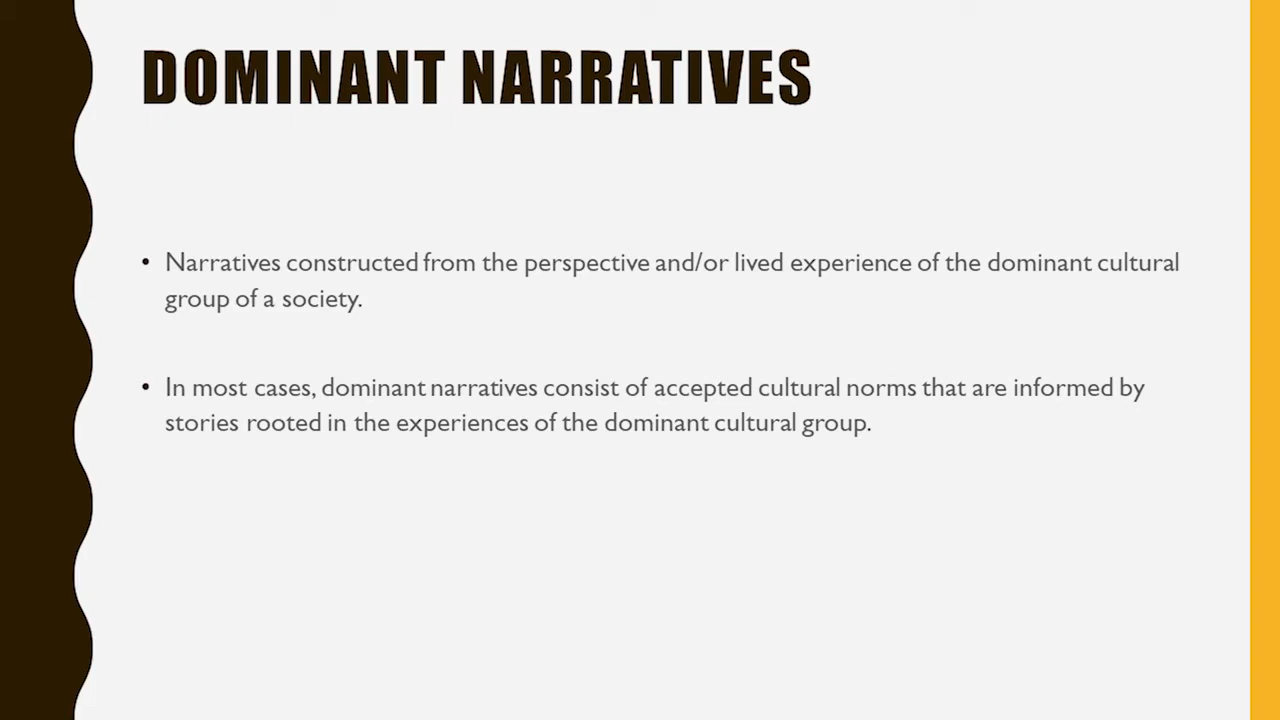 DOMINANT NARRATIVES
• Narratives constructed from the perspective and/or lived experience of the dominant cultural
group of a society.
• In most cases, dominant narratives consist of accepted cultural norms that are informed by
stories rooted in the experiences of the dominant cultural group.